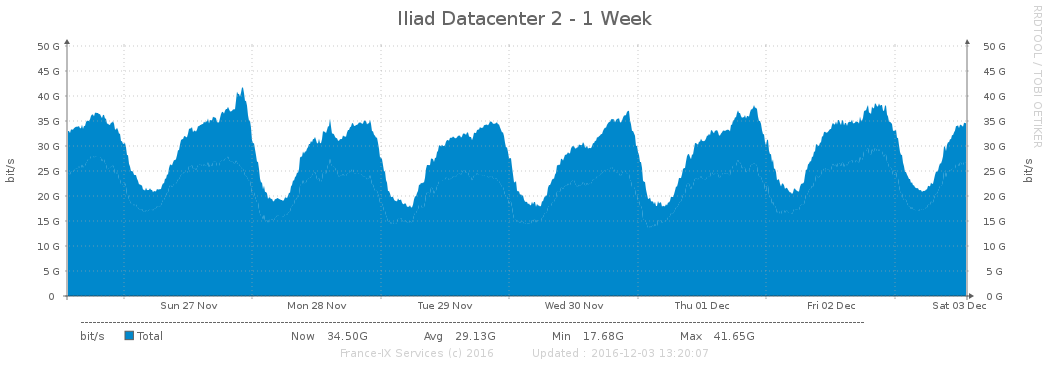 Iliad Datacenter 2 - 1 Week
RRDTOOL / TOBI OETIKER
50 G 50 G
45 G 45 G
40 G 40 G
35 G 35 G
30 G 30 G
25 G 25 G
20 G 20 G
15 G 15 G
10 G 10 G
5 G 5 G
0 0 G
bit/s bit/s
Sun 27 Nov Mon 28 Nov Tue 29 Nov Wed 30 Nov Thu 01 Dec Fri 02 Dec Sat 03 Dec
bit/s Total Now 34.50G Avg 29.13G Min 17.68G Max 41.65G
France-IX Services (c) 2016 Updated : 2016-12-03 13:20:07